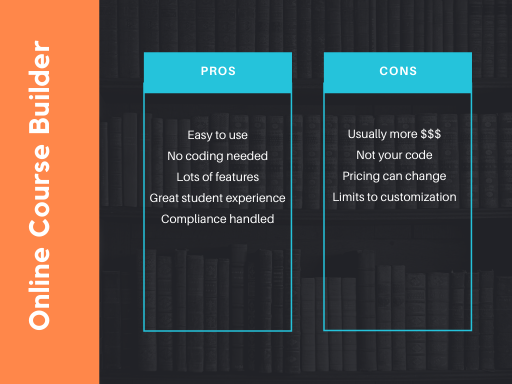 Online Course Builder
PROS
Easy to use
No coding needed
Lots of features
Great student experience
Compliance handled
CONS
Usually more $$$
Not your code
Pricing can change
Limits to customization